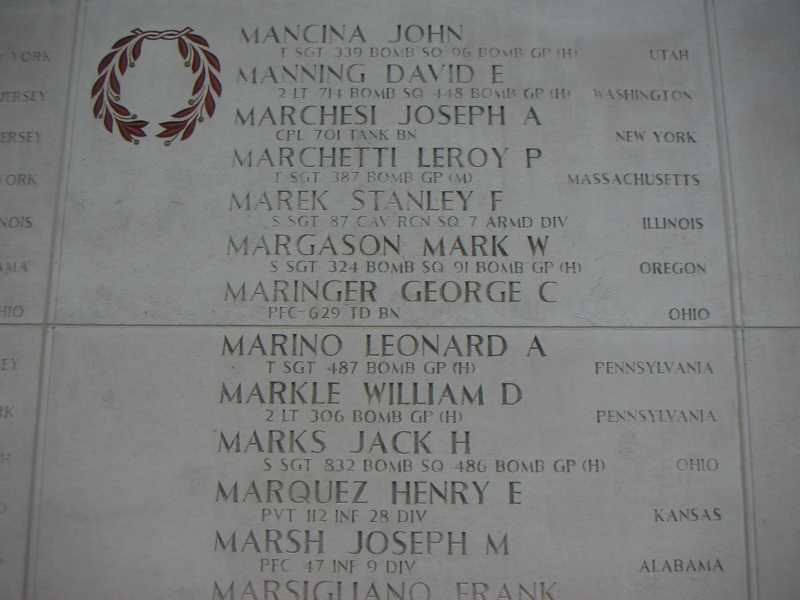 MANCINA JOHN
T SGT 339 BOMB SQ 96 BOMB GP (H) UTAH
MANNING DAVID E
2 LT 714 BOMB SQ 448 BOMB GP (H) WASHINGTON
MARCHESI JOSEPH A
CPL 701 TANK BN NEW YORK
MARCHETTI LEROY P
T SGT 387 BOMB GP (M) MASSACHUSETTS
MAREK STANLEY F
S SGT 87 CAV RCN SQ 7 ARMD DIV ILLINOIS
MARGASON MARK W
S SGT 324 BOMB SQ 91 BOMB GP (H) OREGON
MARINGER GEORGE C
PFC 629 TD BN OHIO
MARINO LEONARD A
T SGT 487 BOMB GP (H) PENNSYLVANIA
MARKLE WILLIAM D
2 LT 306 BOMB GP (H) PENNSYLVANIA
MARKS JACK H
S SGT 832 BOMB SQ 486 BOMB GP (H) OHIO
MARQUEZ HENRY E
PVT 112 INF 28 DIV KANSAS
MARSH JOSEPH M
PFC 47 INF 9 DIV ALABAMA
MARSIGLIANO FRANK